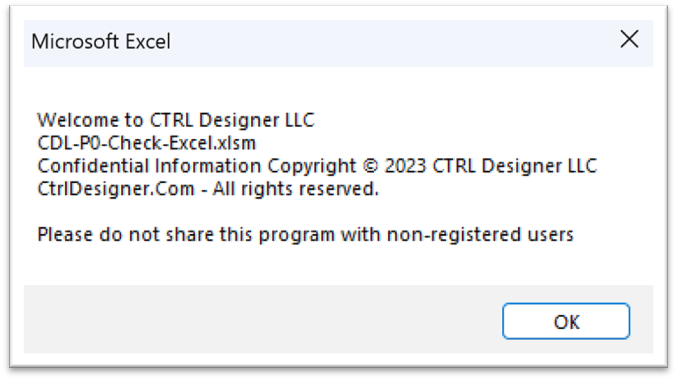 Microsoft Excel
Welcome to CTRL Designer LLC
CDL-P0-Check-Excel.xlsm
Confidential Information Copyright © 2023 CTRL Designer LLC
CtrlDesigner.Com - All rights reserved.
Please do not share this program with non-registered users
OK